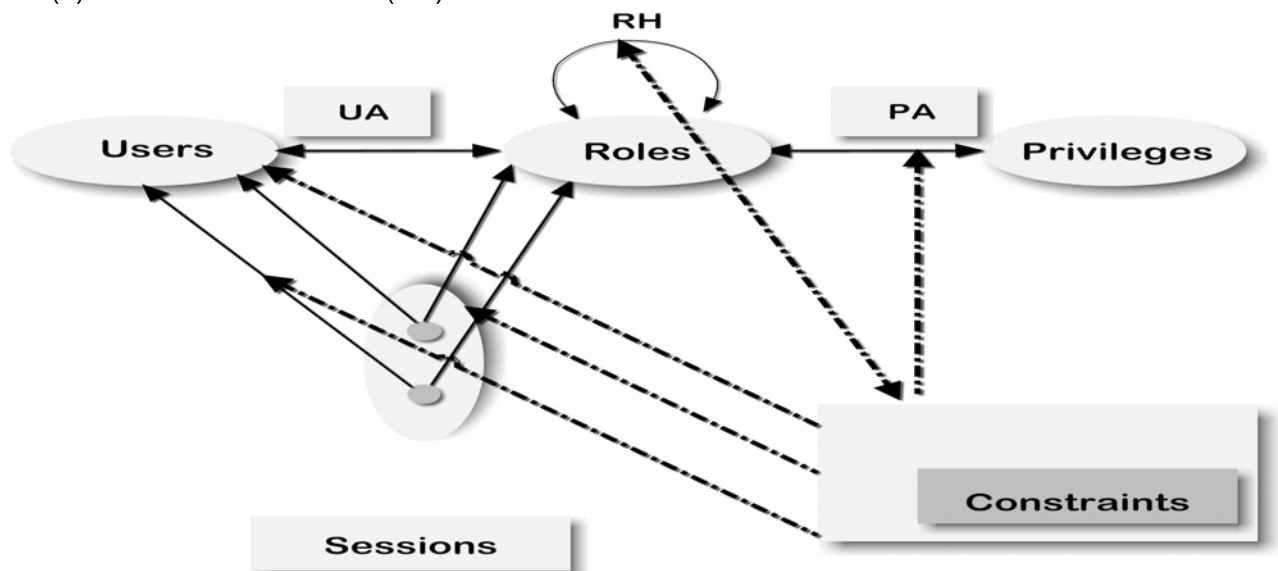 RH
UA
PA
Users
Roles
Privileges
Constraints
Sessions